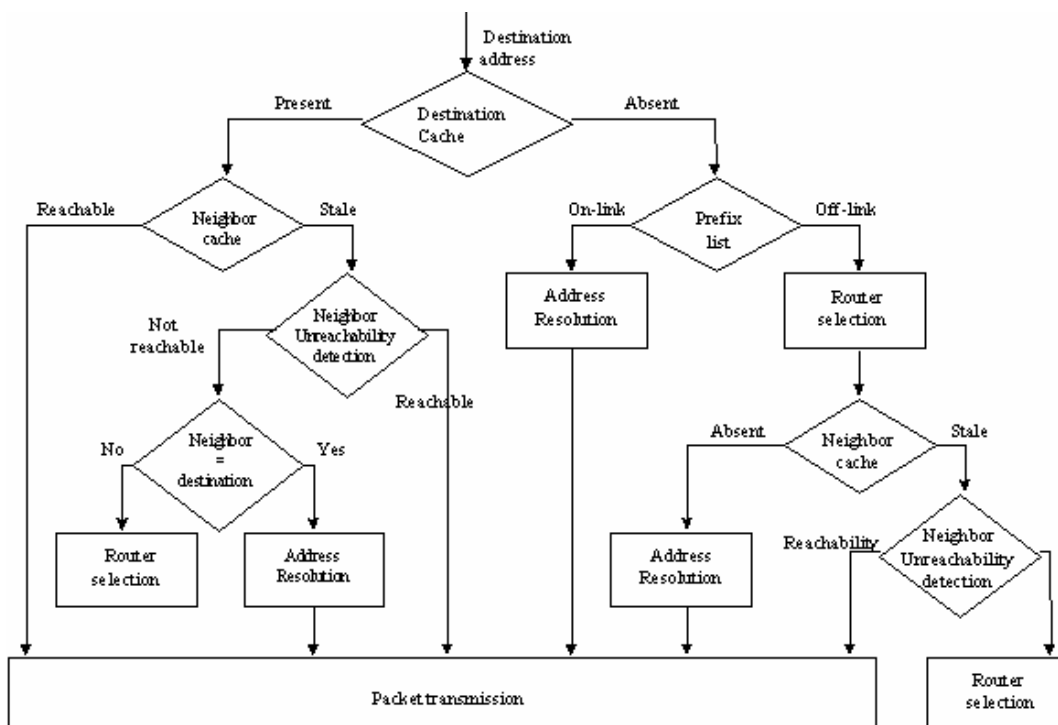 Destination
address
Present
Destination
Cache
Absent
Reachable
Neighbor
cache
Stale
On-link
Prefix
list
Off-link
Not
reachable
Neighbor
Unreachability
detection
Reachable
Address
Resolution
Router
selection
No
Neighbor
=
destination
Yes
Absent
Neighbor
cache
Stale
Router
selection
Address
Resolution
Address
Resolution
Reachability
Neighbor
Unreachability
detection
Packet transmission
Router
selection